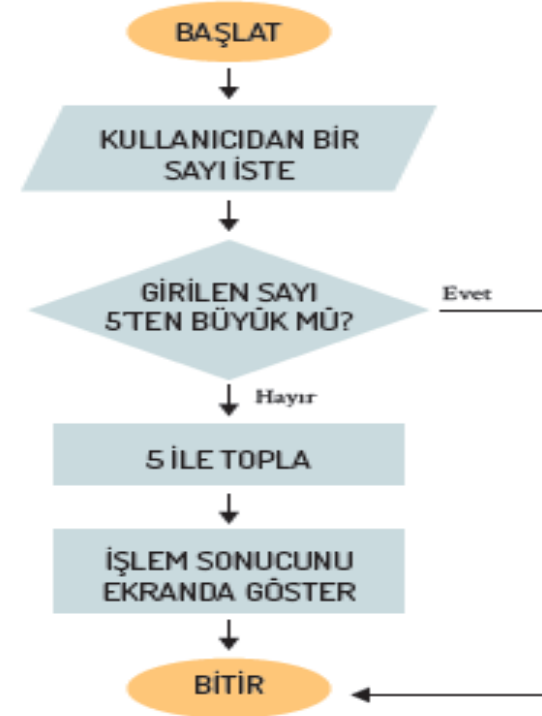 BAŞLAT
KULLANICIDAN BİR
SAYI İSTE
GİRİLEN SAYI
5'TEN BÜYÜK MÜ?
Evet
Hayır
5 İLE TOPLA
İŞLEM SONUCUNU
EKRANDA GÖSTER
BİTİR